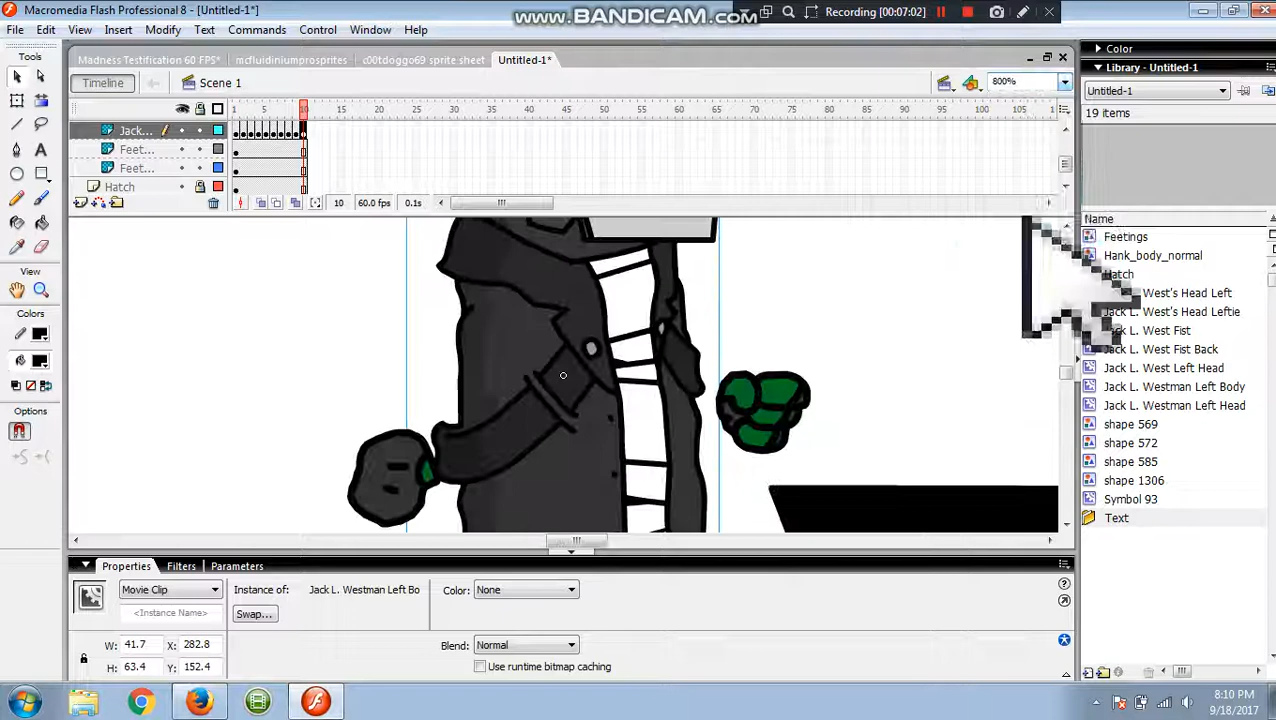 Macromedia Flash Professional 8 - [Untitled-1*]
www.BANDICAM.com
Recording [00:07:02]
File Edit View Insert Modify Text Commands Control Window Help
Tools
View
Colors
Options
Madness Testification 60 FPS* mcfluidiniumprosprites c00tdoggo69 sprite sheet Untitled-1*
Timeline Scene 1 800%
1 5 10 15 20 25 30 35 40 45 50 55 60 65 70 75 80 85 90 95 100 105
Jack...
Feet...
Feet...
Hatch
10 60.0 fps 0.1s
Color
Library - Untitled-1
Untitled-1
19 items
Name
Feetings
Hank_body_normal
Hatch
West's Head Left
L. West's Head Leftie
Jack L. West Fist
Jack L. West Fist Back
Jack L. West Left Head
Jack L. Westman Left Body
Jack L. Westman Left Head
shape 569
shape 572
shape 585
shape 1306
Symbol 93
Text
Properties Filters Parameters
Movie Clip Instance of: Jack L. Westman Left Bo Color: None
<Instance Name> Swap...
W: 41.7 X: 282.8 Blend: Normal
H: 63.4 Y: 152.4 Use runtime bitmap caching
8:10 PM
9/18/2017